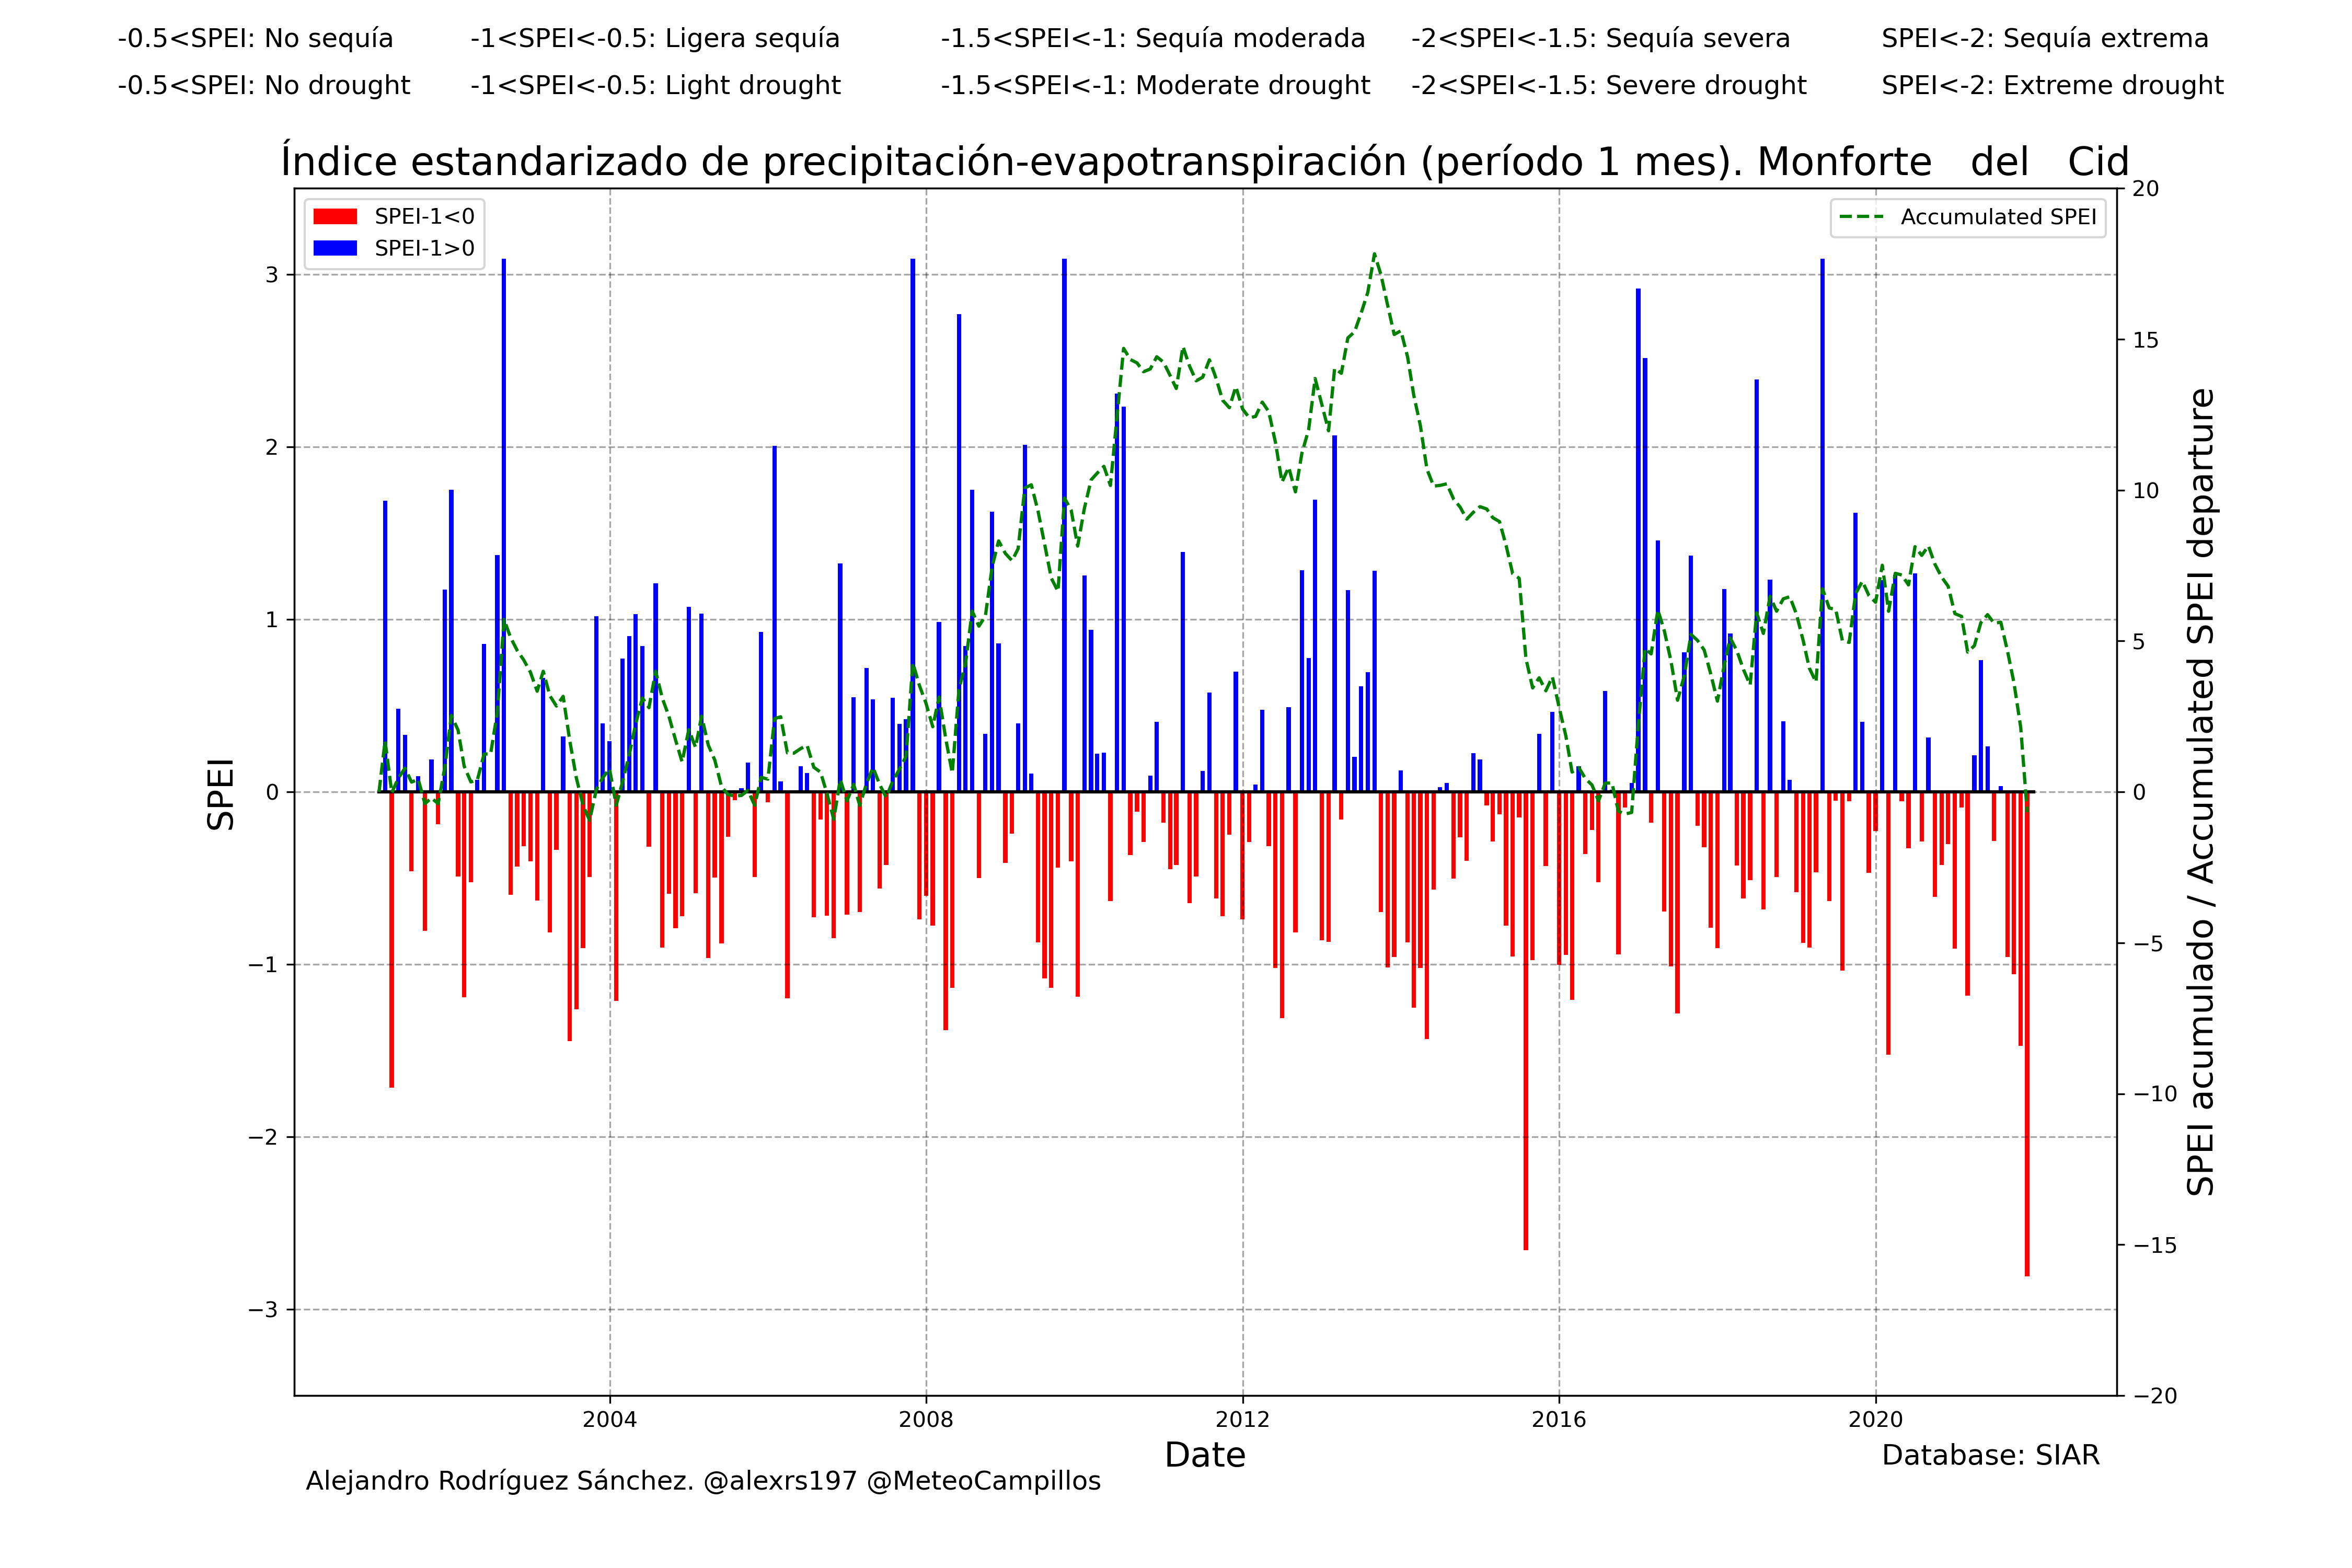 -0.5<SPEI: No sequía -1<SPEI<-0.5: Ligera sequía -1.5<SPEI<-1: Sequía moderada -2<SPEI<-1.5: Sequía severa SPEI<-2: Sequía extrema
-0.5<SPEI: No drought -1<SPEI<-0.5: Light drought -1.5<SPEI<-1: Moderate drought -2<SPEI<-1.5: Severe drought SPEI<-2: Extreme drought
Índice estandarizado de precipitación-evapotranspiración (período 1 mes). Monforte del Cid
SPEI-1<0
SPEI-1>0
Accumulated SPEI
SPEI
3
2
1
0
−1
−2
−3
20
15
10
5
0
−5
−10
−15
−20
SPEI acumulado / Accumulated SPEI departure
2004 2008 2012 2016 2020
Date
Database: SIAR
Alejandro Rodríguez Sánchez. @alexrs197 @MeteoCampillos